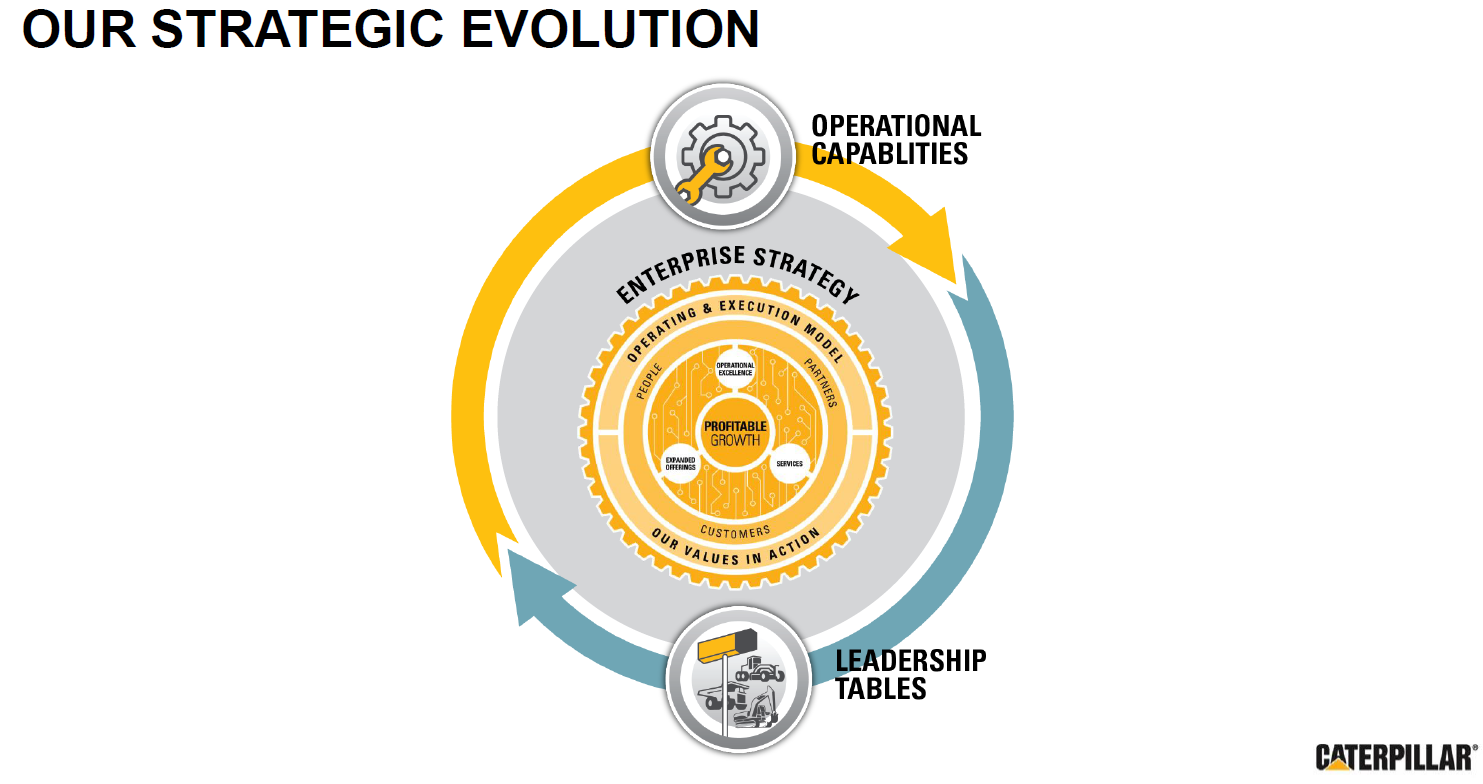 OUR STRATEGIC EVOLUTION
OPERATIONAL
CAPABLITIES
ENTERPRISE STRATEGY
OPERATING & EXECUTION MODEL
PEOPLE
PARTNERS
OPERATIONAL
EXCELLENCE
PROFITABLE
GROWTH
EXPANDED
OFFERINGS
SERVICES
CUSTOMERS
OUR VALUES IN ACTION
LEADERSHIP
TABLES
CATERPILLAR®